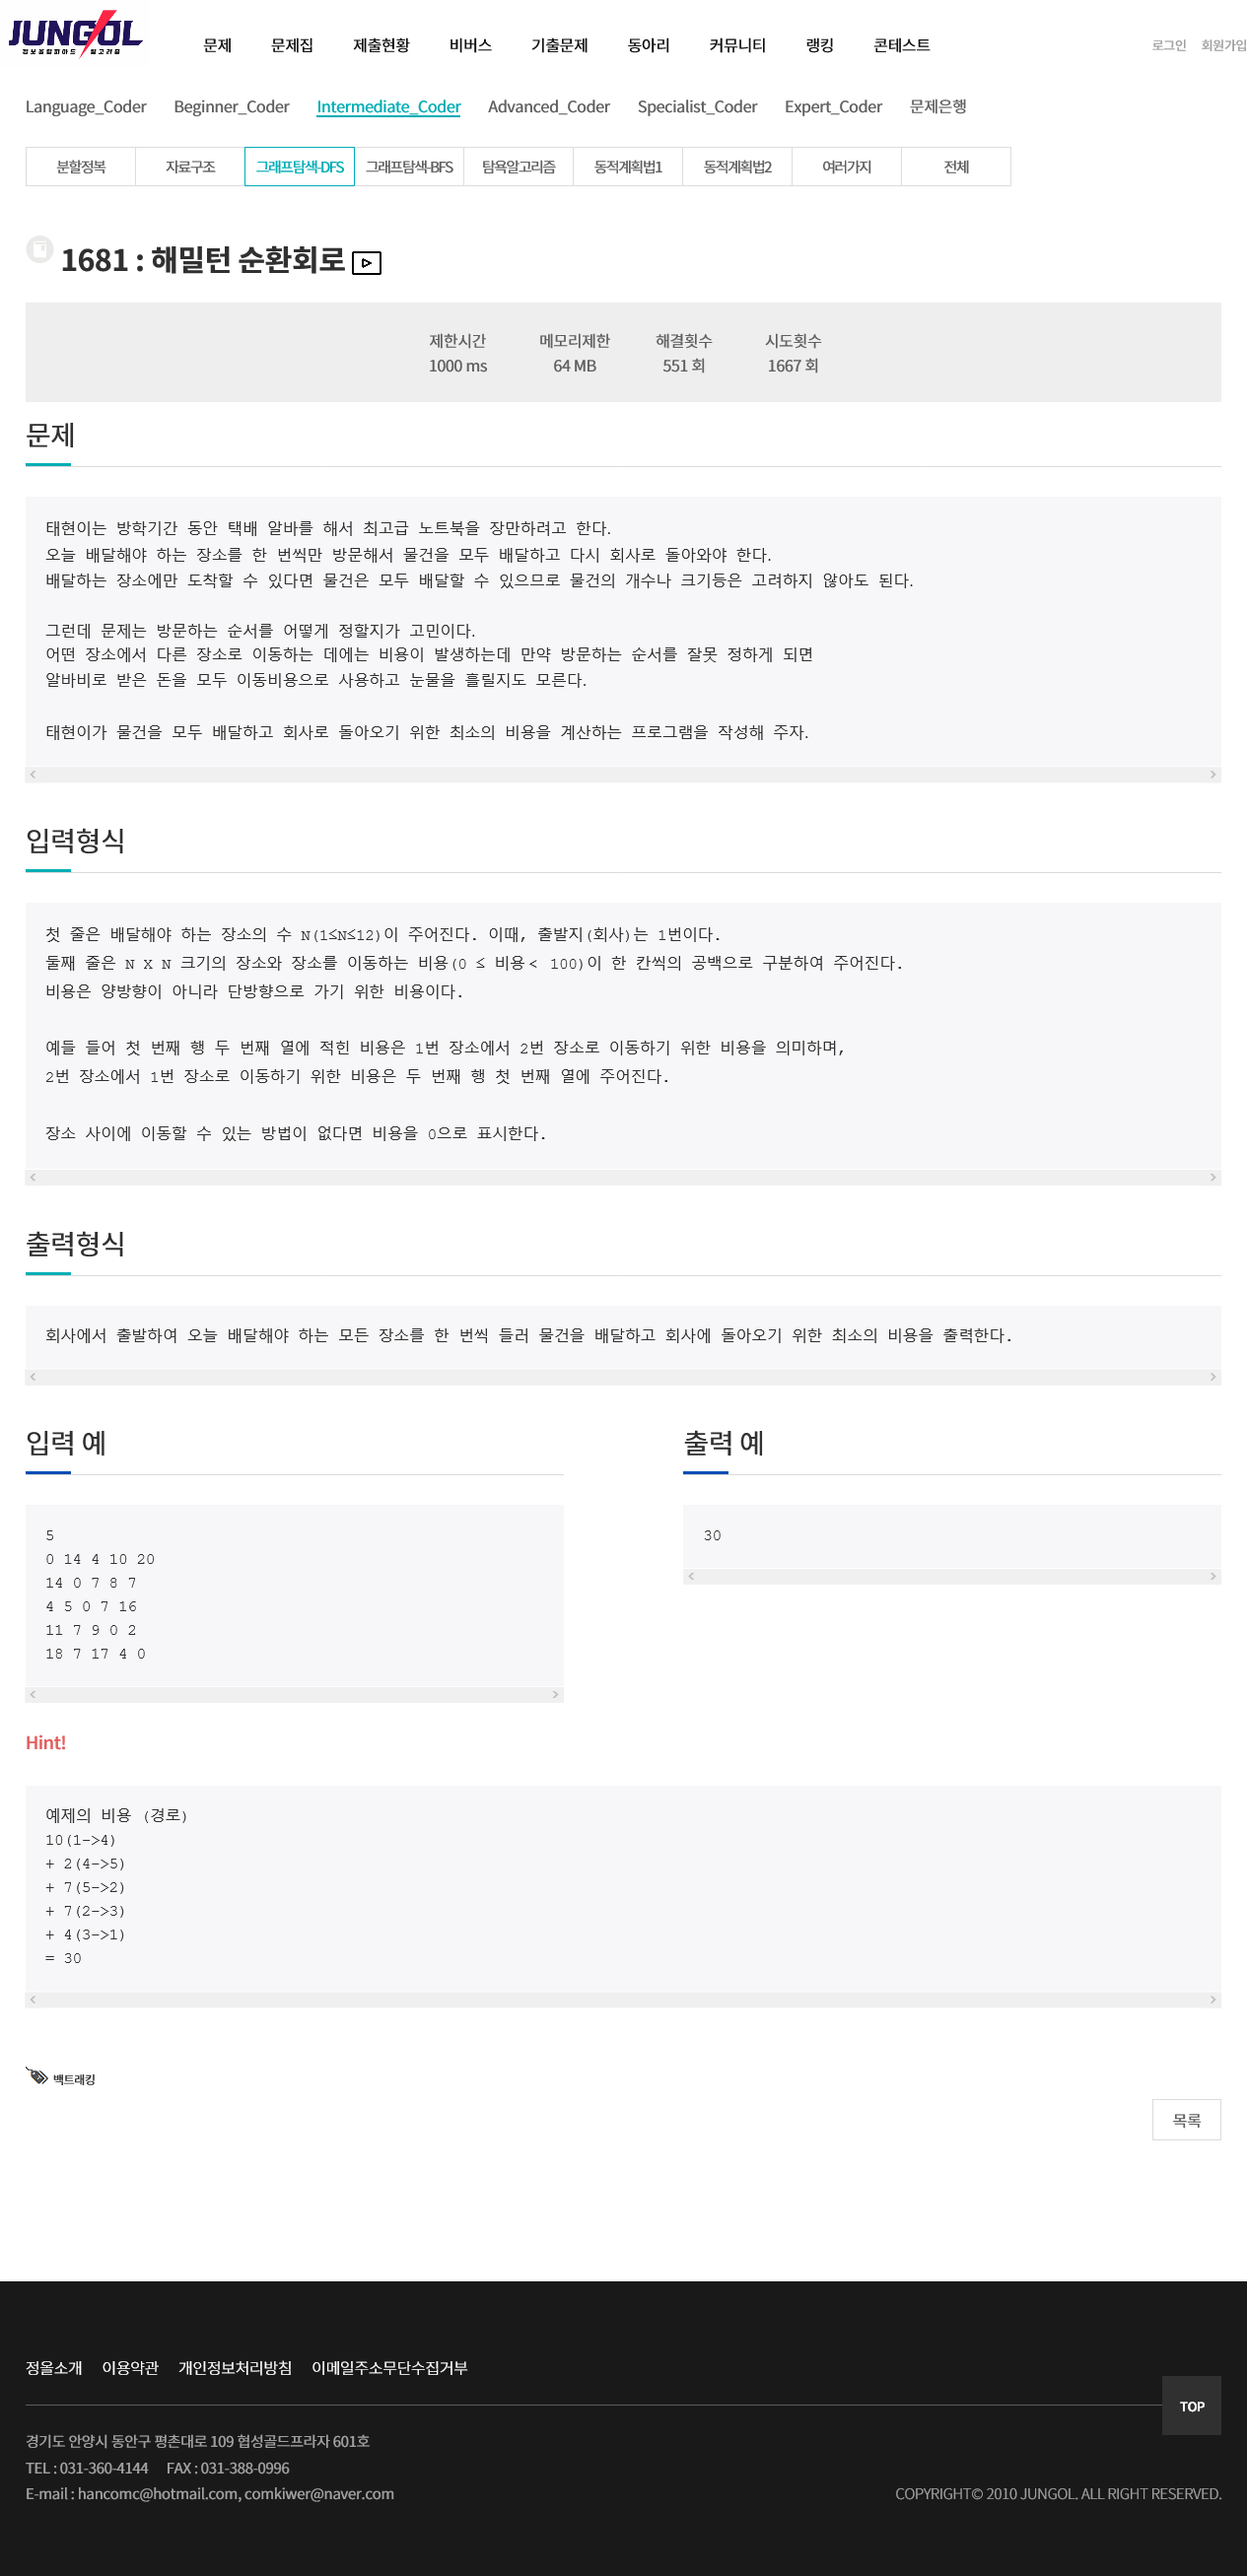 JUNGOL
정보올림피아드 알고리즘
문제 문제집 제출현황 비버스 기출문제 동아리 커뮤니티 랭킹 콘테스트 로그인 회원가입
Language_Coder Beginner_Coder Intermediate_Coder Advanced_Coder Specialist_Coder Expert_Coder 문제은행
분할정복 자료구조 그래프탐색-DFS 그래프탐색-BFS 탐욕알고리즘 동적계획법1 동적계획법2 여러가지 전체
1681 : 해밀턴 순환회로
제한시간 메모리제한 해결횟수 시도횟수
1000 ms 64 MB 551 회 1667 회
문제
태현이는 방학기간 동안 택배 알바를 해서 최고급 노트북을 장만하려고 한다.
오늘 배달해야 하는 장소를 한 번씩만 방문해서 물건을 모두 배달하고 다시 회사로 돌아와야 한다.
배달하는 장소에만 도착할 수 있다면 물건은 모두 배달할 수 있으므로 물건의 개수나 크기등은 고려하지 않아도 된다.
그런데 문제는 방문하는 순서를 어떻게 정할지가 고민이다.
어떤 장소에서 다른 장소로 이동하는 데에는 비용이 발생하는데 만약 방문하는 순서를 잘못 정하게 되면
알바비로 받은 돈을 모두 이동비용으로 사용하고 눈물을 흘릴지도 모른다.
태현이가 물건을 모두 배달하고 회사로 돌아오기 위한 최소의 비용을 계산하는 프로그램을 작성해 주자.
입력형식
첫 줄은 배달해야 하는 장소의 수 N(1≤N≤12)이 주어진다. 이때, 출발지(회사)는 1번이다.
둘째 줄은 N X N 크기의 장소와 장소를 이동하는 비용(0 ≤ 비용< 100)이 한 칸씩의 공백으로 구분하여 주어진다.
비용은 양방향이 아니라 단방향으로 가기 위한 비용이다.
예들 들어 첫 번째 행 두 번째 열에 적힌 비용은 1번 장소에서 2번 장소로 이동하기 위한 비용을 의미하며,
2번 장소에서 1번 장소로 이동하기 위한 비용은 두 번째 행 첫 번째 열에 주어진다.
장소 사이에 이동할 수 있는 방법이 없다면 비용을 0으로 표시한다.
출력형식
회사에서 출발하여 오늘 배달해야 하는 모든 장소를 한 번씩 들러 물건을 배달하고 회사에 돌아오기 위한 최소의 비용을 출력한다.
입력 예
5
0 14 4 10 20
14 0 7 8 7
4 5 0 7 16
11 7 9 0 2
18 7 17 4 0
출력 예
30
Hint!
예제의 비용 (경로)
10(1->4)
+ 2(4->5)
+ 7(5->2)
+ 7(2->3)
+ 4(3->1)
= 30
백트래킹
목록
정올소개 이용약관 개인정보처리방침 이메일주소무단수집거부
TOP
경기도 안양시 동안구 평촌대로 109 협성골드프라자 601호
TEL : 031-360-4144 FAX : 031-388-0996
E-mail : hancomc@hotmail.com, comkiwer@naver.com
COPYRIGHT© 2010 JUNGOL. ALL RIGHT RESERVED.